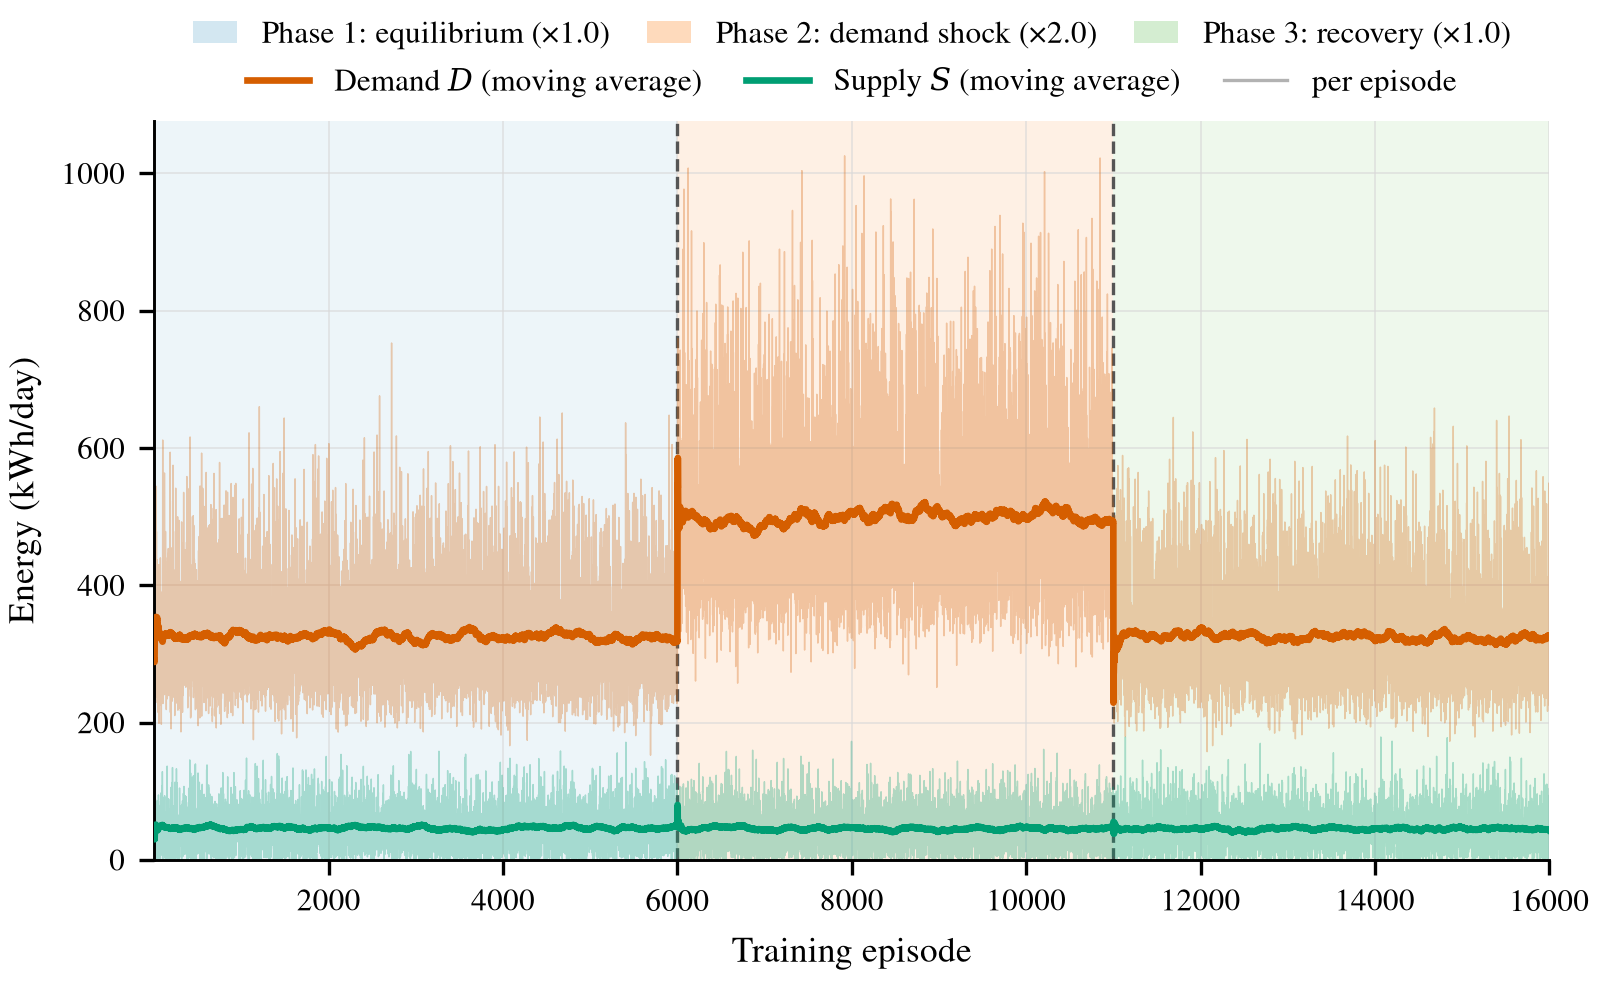 Phase 1: equilibrium (×1.0) Phase 2: demand shock (×2.0) Phase 3: recovery (×1.0)
Demand D (moving average) Supply S (moving average) per episode
Energy (kWh/day)
1000
800
600
400
200
0
2000 4000 6000 8000 10000 12000 14000 16000
Training episode